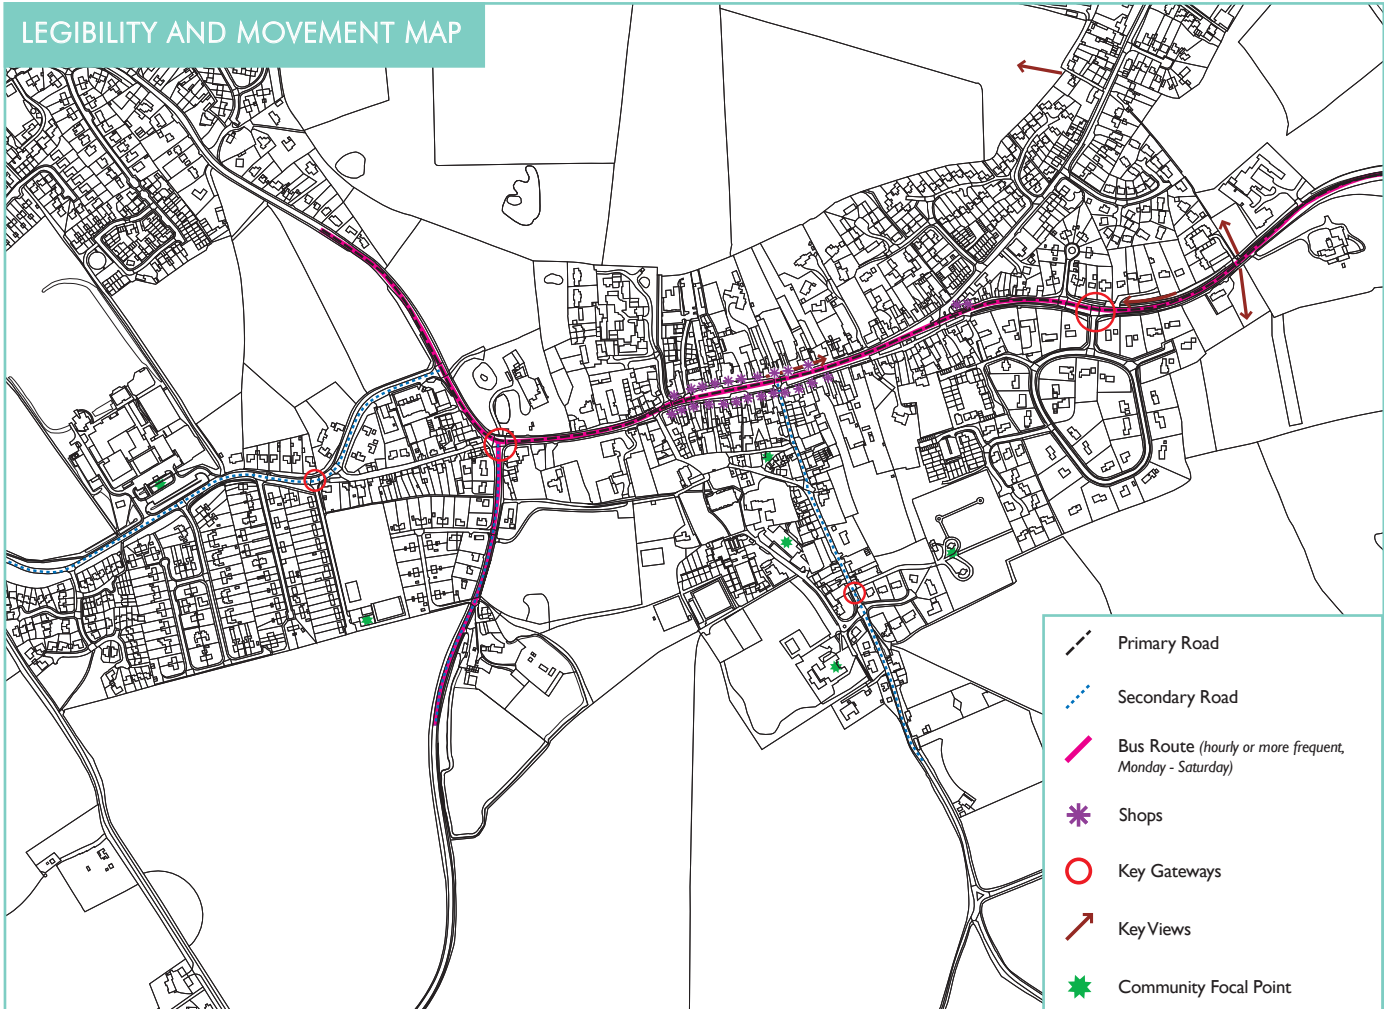 LEGIBILITY AND MOVEMENT MAP
Primary Road
Secondary Road
Bus Route (hourly or more frequent,
Monday - Saturday)
Shops
Key Gateways
Key Views
Community Focal Point